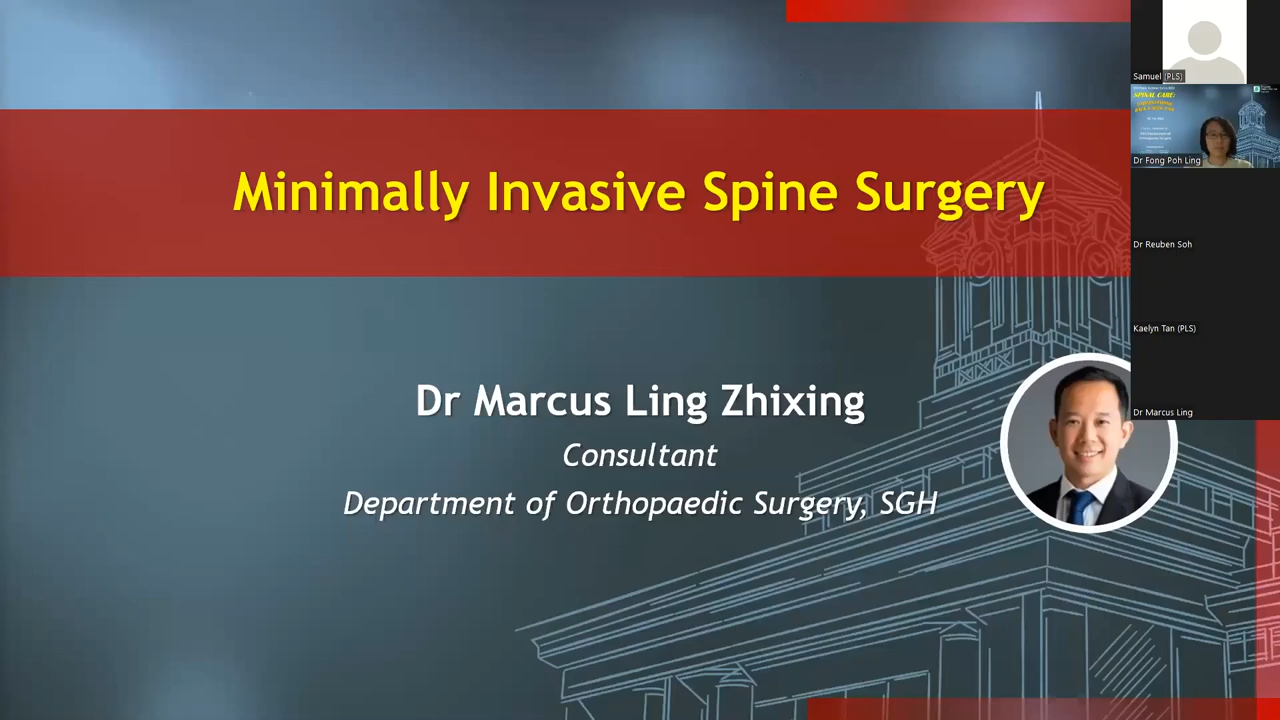 Minimally Invasive Spine Surgery
Dr Marcus Ling Zhixing
Consultant
Department of Orthopaedic Surgery, SGH
Samuel (PLS)
SPINAL CARE:
Dr Fong Poh Ling
Dr Reuben Soh
Kaelyn Tan (PLS)
Dr Marcus Ling